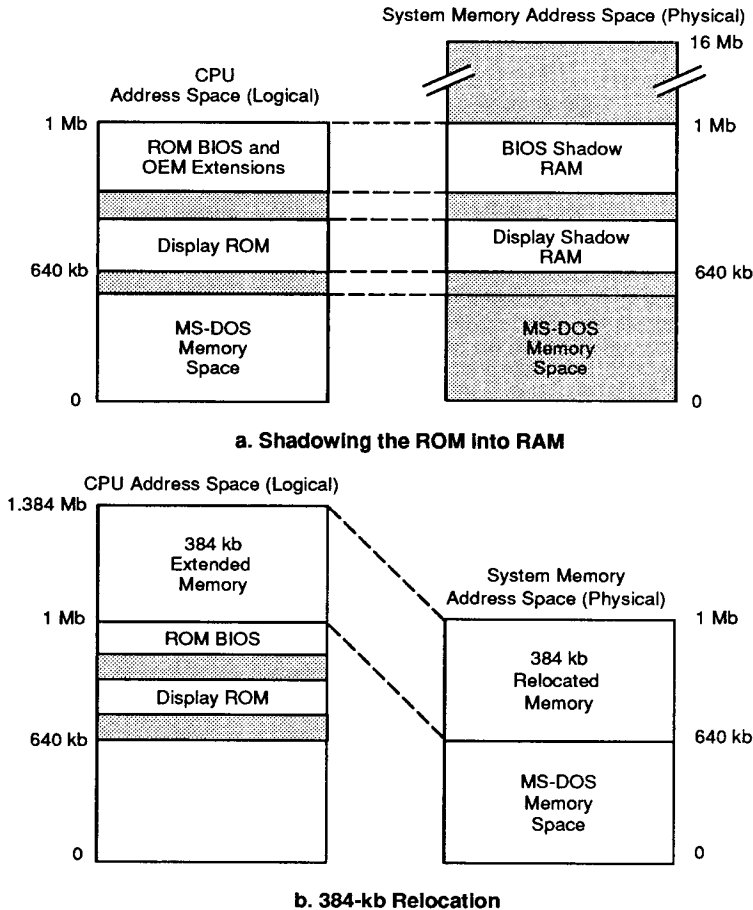 System Memory Address Space (Physical)
16 Mb
CPU
Address Space (Logical)
1 Mb
1 Mb
ROM BIOS and
OEM Extensions
BIOS Shadow
RAM
Display ROM
Display Shadow
RAM
640 kb
640 kb
MS-DOS
Memory
Space
MS-DOS
Memory
Space
0
0
a. Shadowing the ROM into RAM
CPU Address Space (Logical)
1.384 Mb
384 kb
Extended
Memory
System Memory
Address Space (Physical)
1 Mb
1 Mb
ROM BIOS
384 kb
Relocated
Memory
Display ROM
640 kb
640 kb
MS-DOS
Memory
Space
0
0
b. 384-kb Relocation